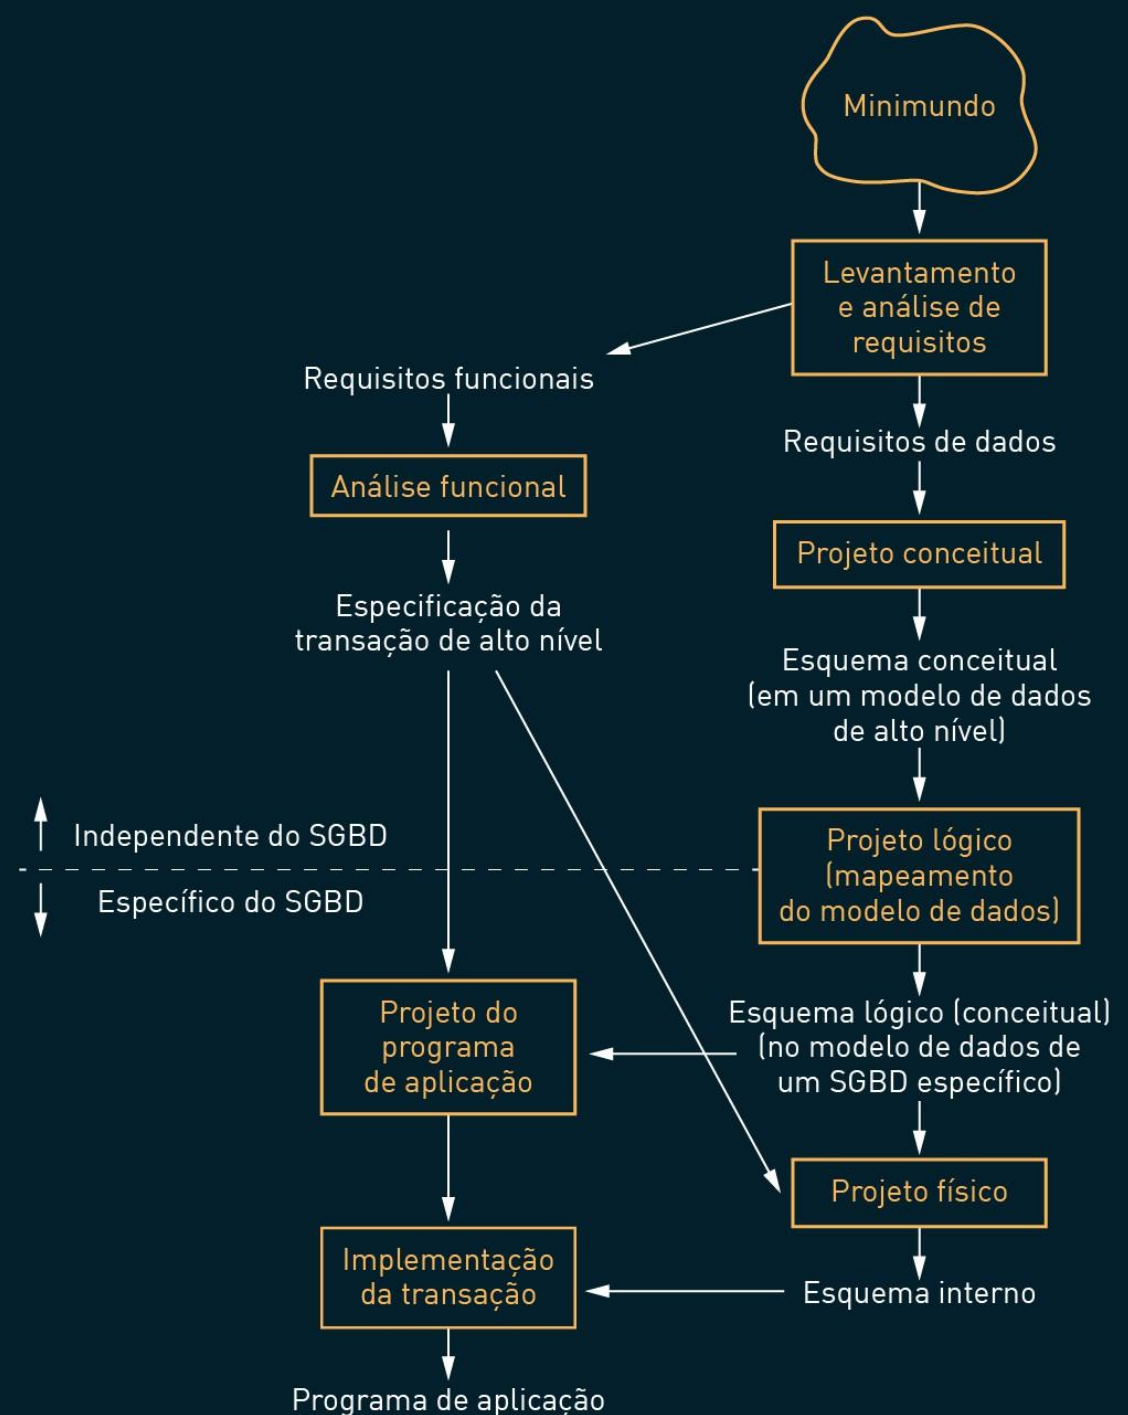 Minimundo
Levantamento
e análise de
requisitos
Requisitos funcionais
Requisitos de dados
Análise funcional
Projeto conceitual
Especificação da
transação de alto nível
Esquema conceitual
(em um modelo de dados
de alto nível)
Independente do SGBD
Específico do SGBD
Projeto lógico
(mapeamento
do modelo de dados)
Projeto do
programa
de aplicação
Esquema lógico (conceitual)
(no modelo de dados de
um SGBD específico)
Projeto físico
Implementação
da transação
Esquema interno
Programa de aplicação